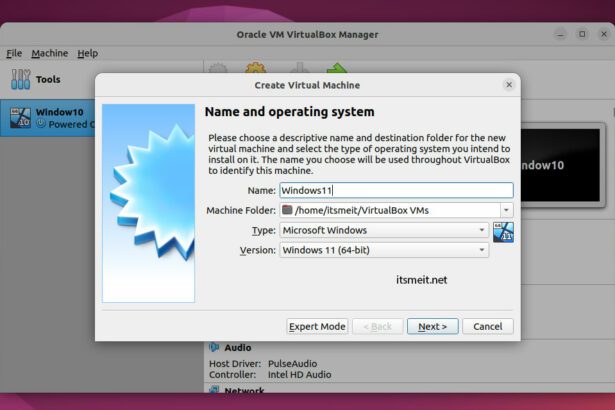 Oracle VM VirtualBox Manager
File Machine Help
Tools
Window10
Powered O
Create Virtual Machine
Name and operating system
Please choose a descriptive name and destination folder for the new
virtual machine and select the type of operating system you intend to
install on it. The name you choose will be used throughout VirtualBox
to identify this machine.
Name: Windows11
Machine Folder: /home/itsmeit/VirtualBox VMs
Type: Microsoft Windows
64
11
Version: Windows 11 (64-bit)
itsmeit.net
Expert Mode < Back Next > Cancel
ndow10
Audio
Host Driver: PulseAudio
Controller: Intel HD Audio
Network